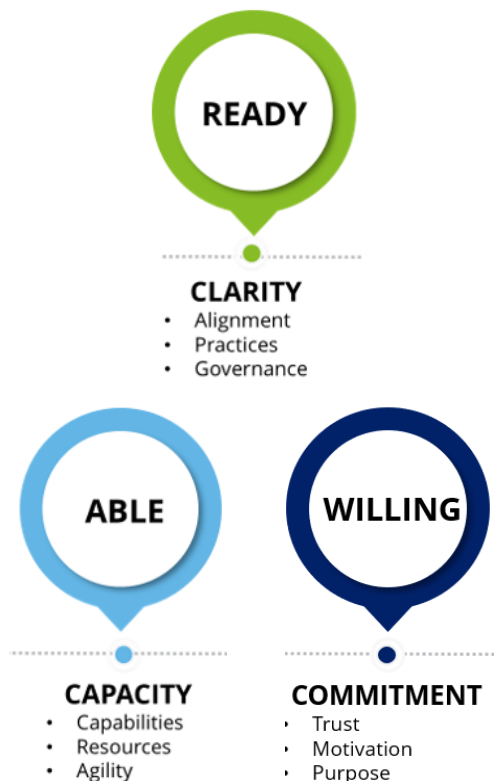 READY
CLARITY
• Alignment
• Practices
• Governance
ABLE
CAPACITY
• Capabilities
• Resources
• Agility
WILLING
COMMITMENT
• Trust
• Motivation
• Purpose